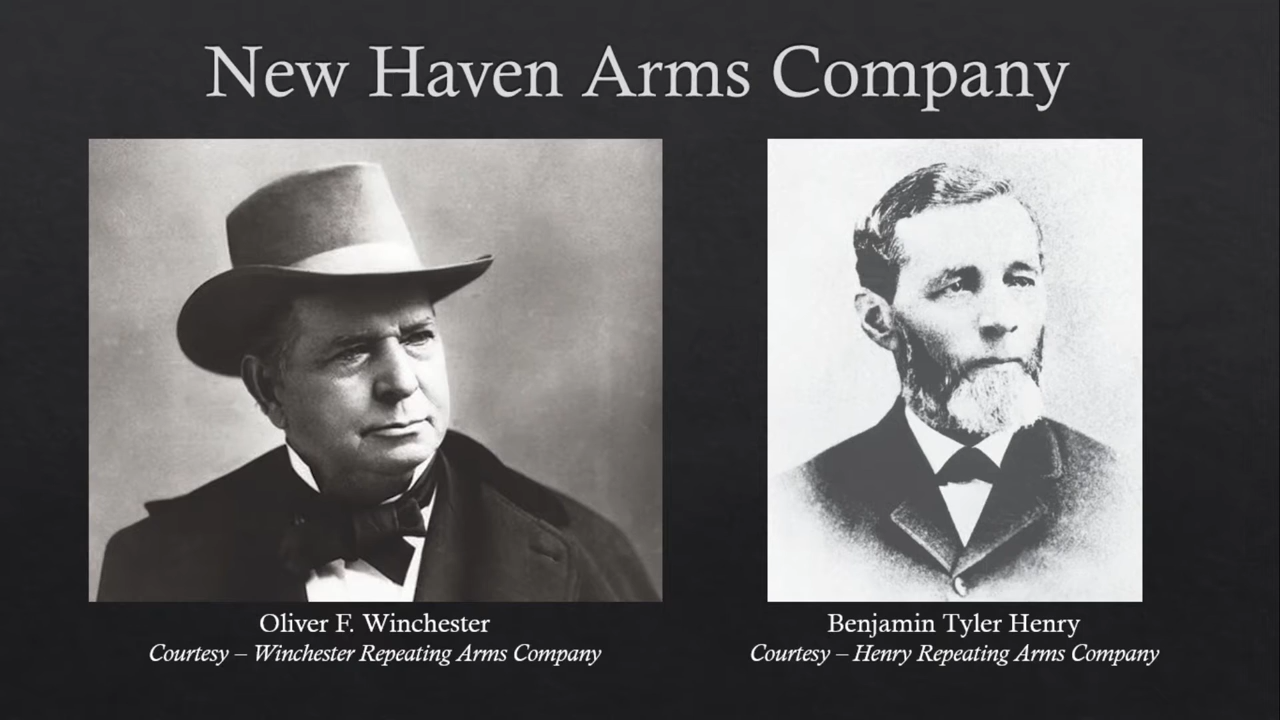 New Haven Arms Company
Oliver F. Winchester
Courtesy – Winchester Repeating Arms Company
Benjamin Tyler Henry
Courtesy – Henry Repeating Arms Company